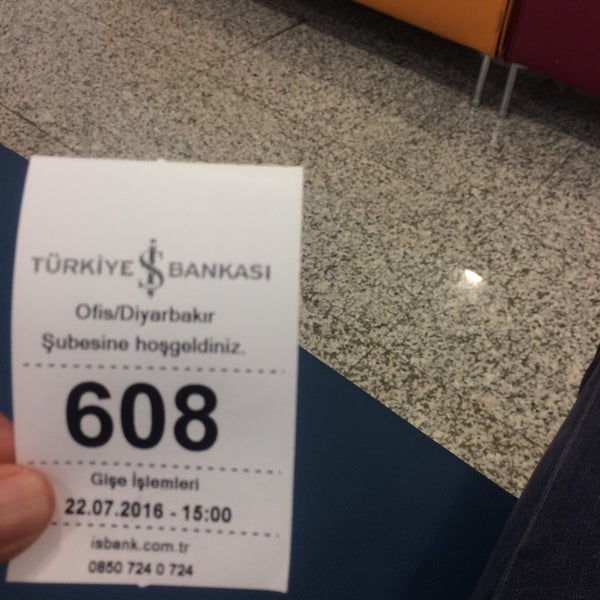 TÜRKİYE İŞ BANKASI
Ofis/Diyarbakır
Şubesine hoşgeldiniz.
608
Gişe İşlemleri
22.07.2016 - 15:00
isbank.com.tr
0850 724 0 724